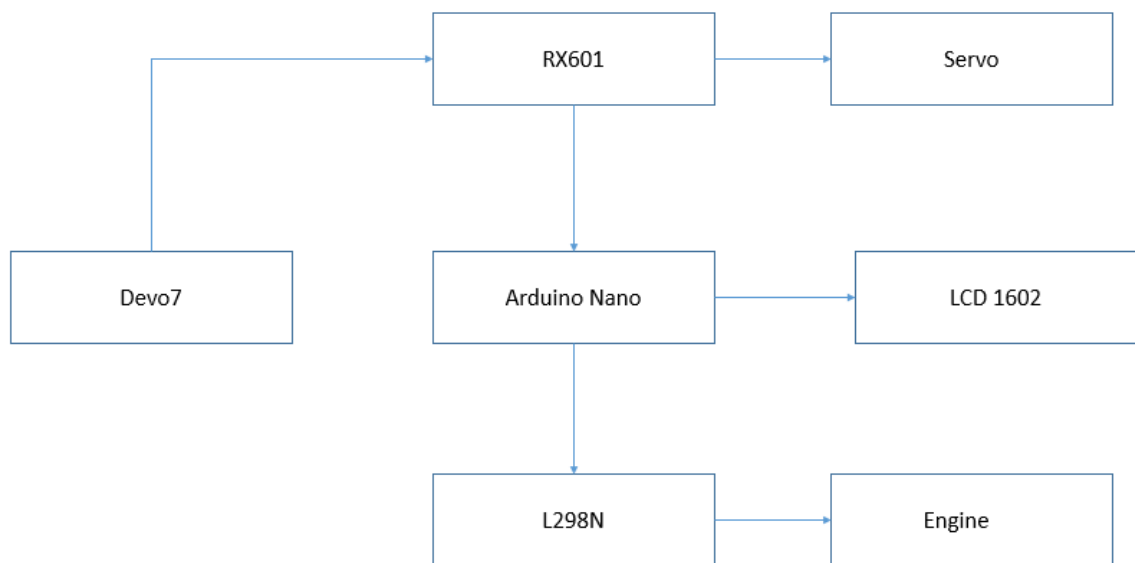 RX601
Servo
Devo7
Arduino Nano
LCD 1602
L298N
Engine